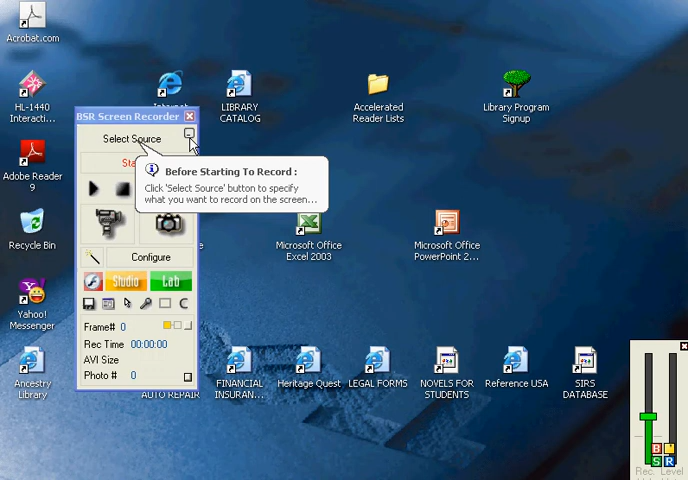 Acrobat.com
HL-1440
Interacti...
LIBRARY
CATALOG
Accelerated
Reader Lists
Library Program
Signup
BSR Screen Recorder
Select Source
Before Starting To Record :
Click 'Select Source' button to specify
what you want to record on the screen...
Adobe Reader
9
Recycle Bin
Microsoft Office
Excel 2003
Microsoft Office
PowerPoint 2...
Configure
Studio
Lab
Yahoo!
Messenger
Frame# 0
Rec Time 00:00:00
AVI Size
Photo # 0
Ancestry
Library
AUTO REPAIR
FINANCIAL
INSURAN...
Heritage Quest
LEGAL FORMS
NOVELS FOR
STUDENTS
Reference USA
SIRS
DATABASE
B
S R
Rec. Level